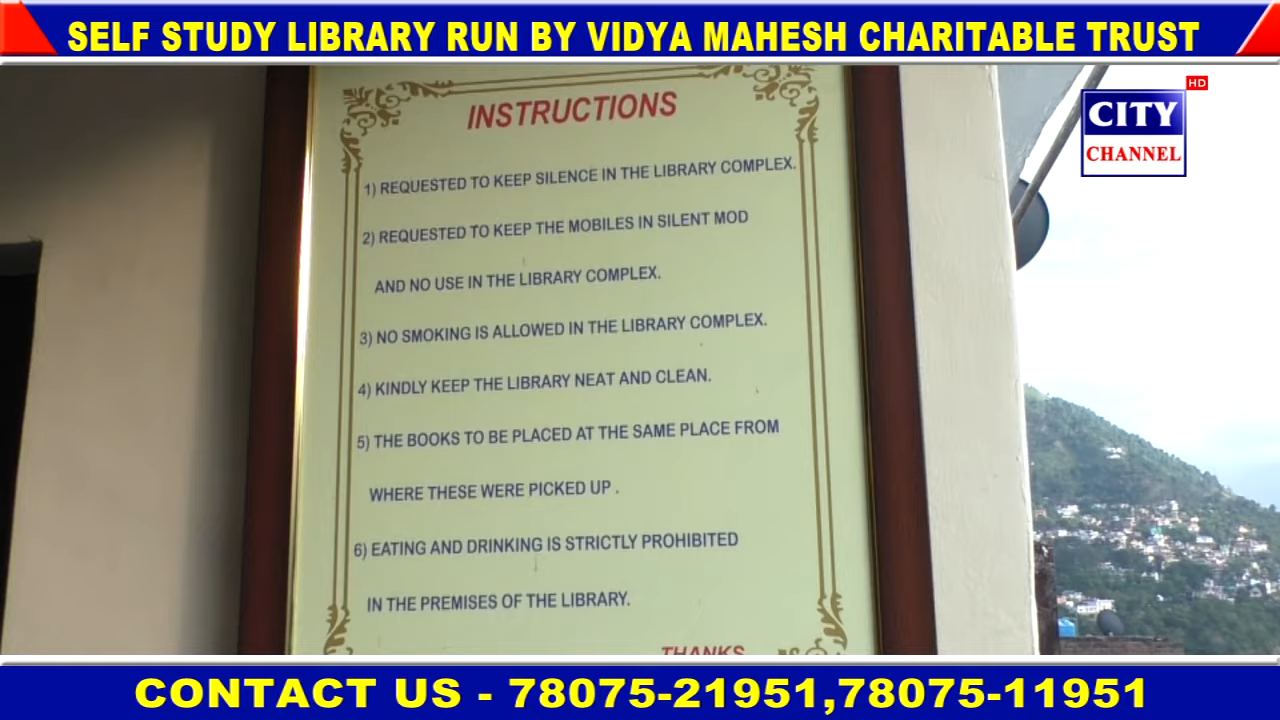 SELF STUDY LIBRARY RUN BY VIDYA MAHESH CHARITABLE TRUST
HD
CITY
CHANNEL
INSTRUCTIONS
1) REQUESTED TO KEEP SILENCE IN THE LIBRARY COMPLEX.
2) REQUESTED TO KEEP THE MOBILES IN SILENT MOD
AND NO USE IN THE LIBRARY COMPLEX.
3) NO SMOKING IS ALLOWED IN THE LIBRARY COMPLEX.
4) KINDLY KEEP THE LIBRARY NEAT AND CLEAN.
5) THE BOOKS TO BE PLACED AT THE SAME PLACE FROM
WHERE THESE WERE PICKED UP .
6) EATING AND DRINKING IS STRICTLY PROHIBITED
IN THE PREMISES OF THE LIBRARY.
THANKS
CONTACT US - 78075-21951,78075-11951